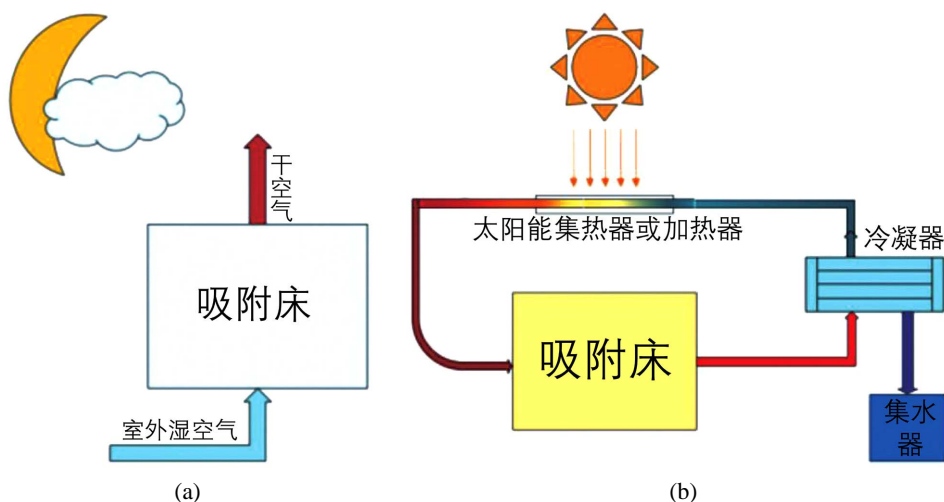 干空气
吸附床
室外湿空气
(a)
太阳能集热器或加热器
冷凝器
吸附床
集水
器
(b)